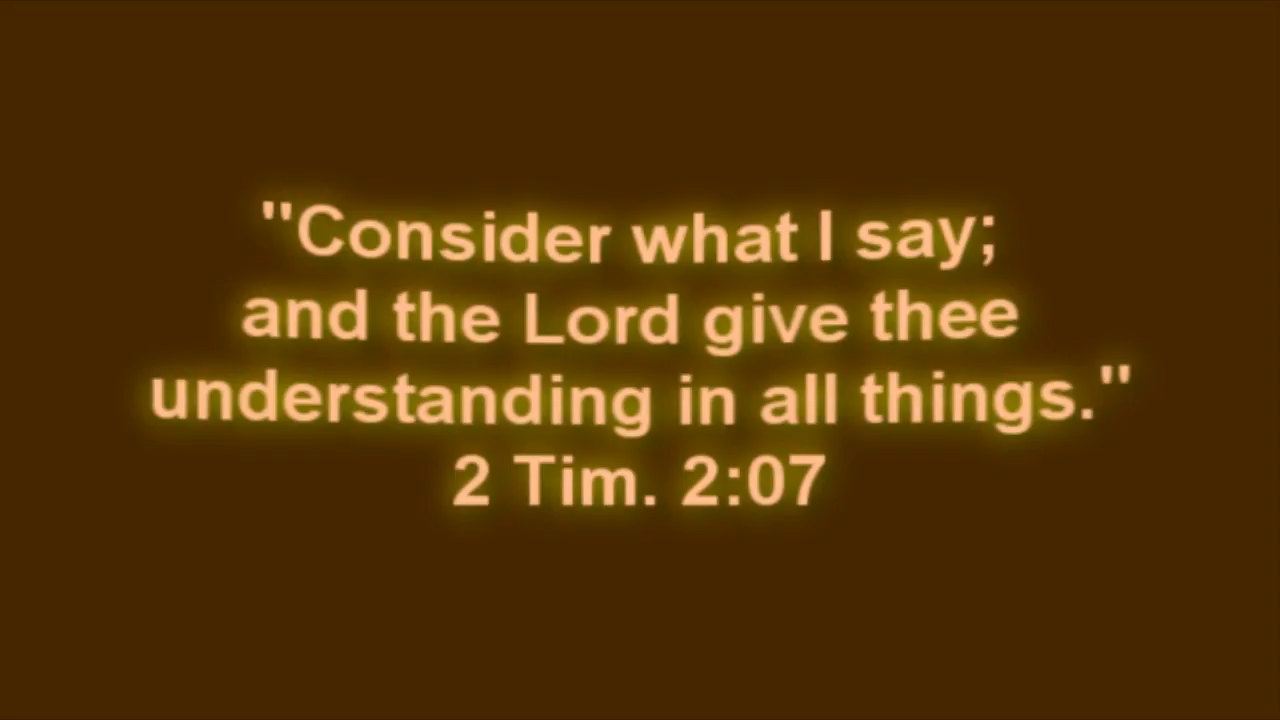 "Consider what I say;
and the Lord give thee
understanding in all things."
2 Tim. 2:07